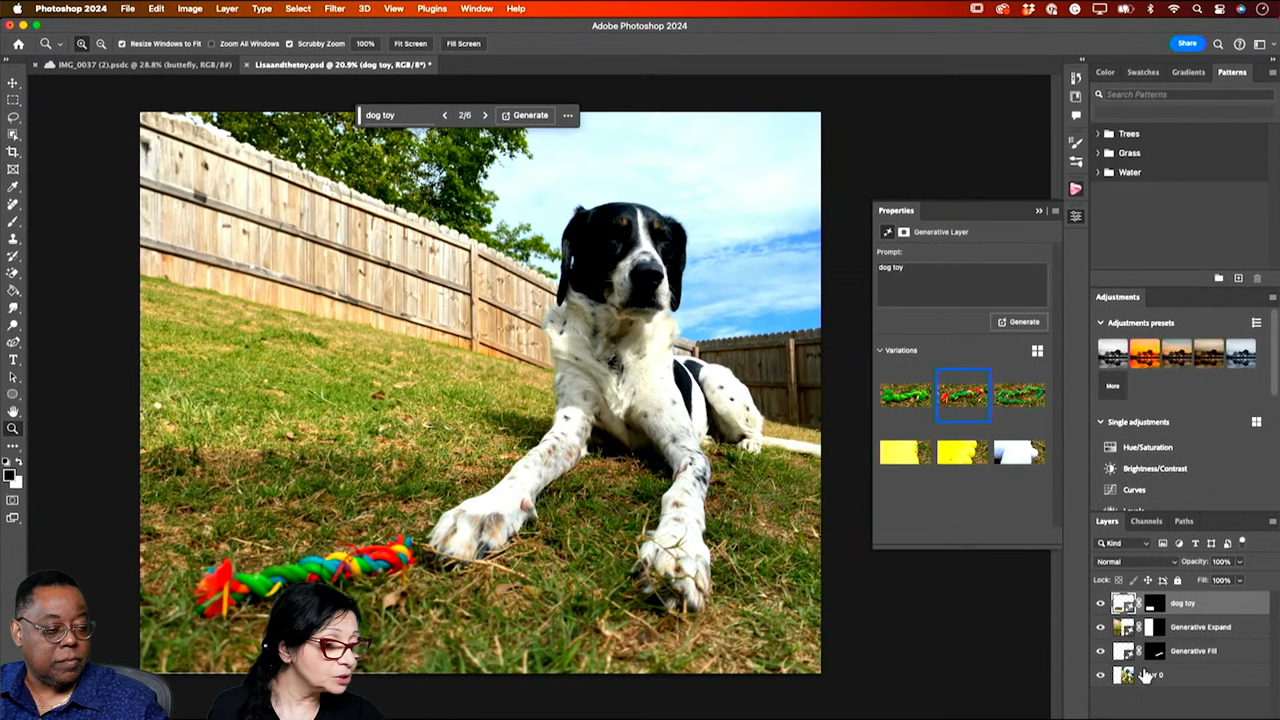 Photoshop 2024 File Edit Image Layer Type Select Filter 3D View Plugins Window Help
Adobe Photoshop 2024
Resize Windows to Fit Zoom All Windows Scrubby Zoom 100% Fit Screen Fill Screen Share
IMG_0037 (2).psdc @ 28.8% (buttefly, RGB/8#) Lisaandthetoy.psd @ 20.9% (dog toy, RGB/8*) *
Color Swatches Gradients Patterns
Search Patterns
dog toy 2/6 Generate
Trees
Grass
Water
Properties
Generative Layer
Prompt:
dog toy
Generate
Variations
Adjustments
Adjustments presets
More
Single adjustments
Hue/Saturation
Brightness/Contrast
Curves
Layers Channels Paths
Kind
Normal Opacity: 100%
Lock: Fill: 100%
dog toy
Generative Expand
Generative Fill